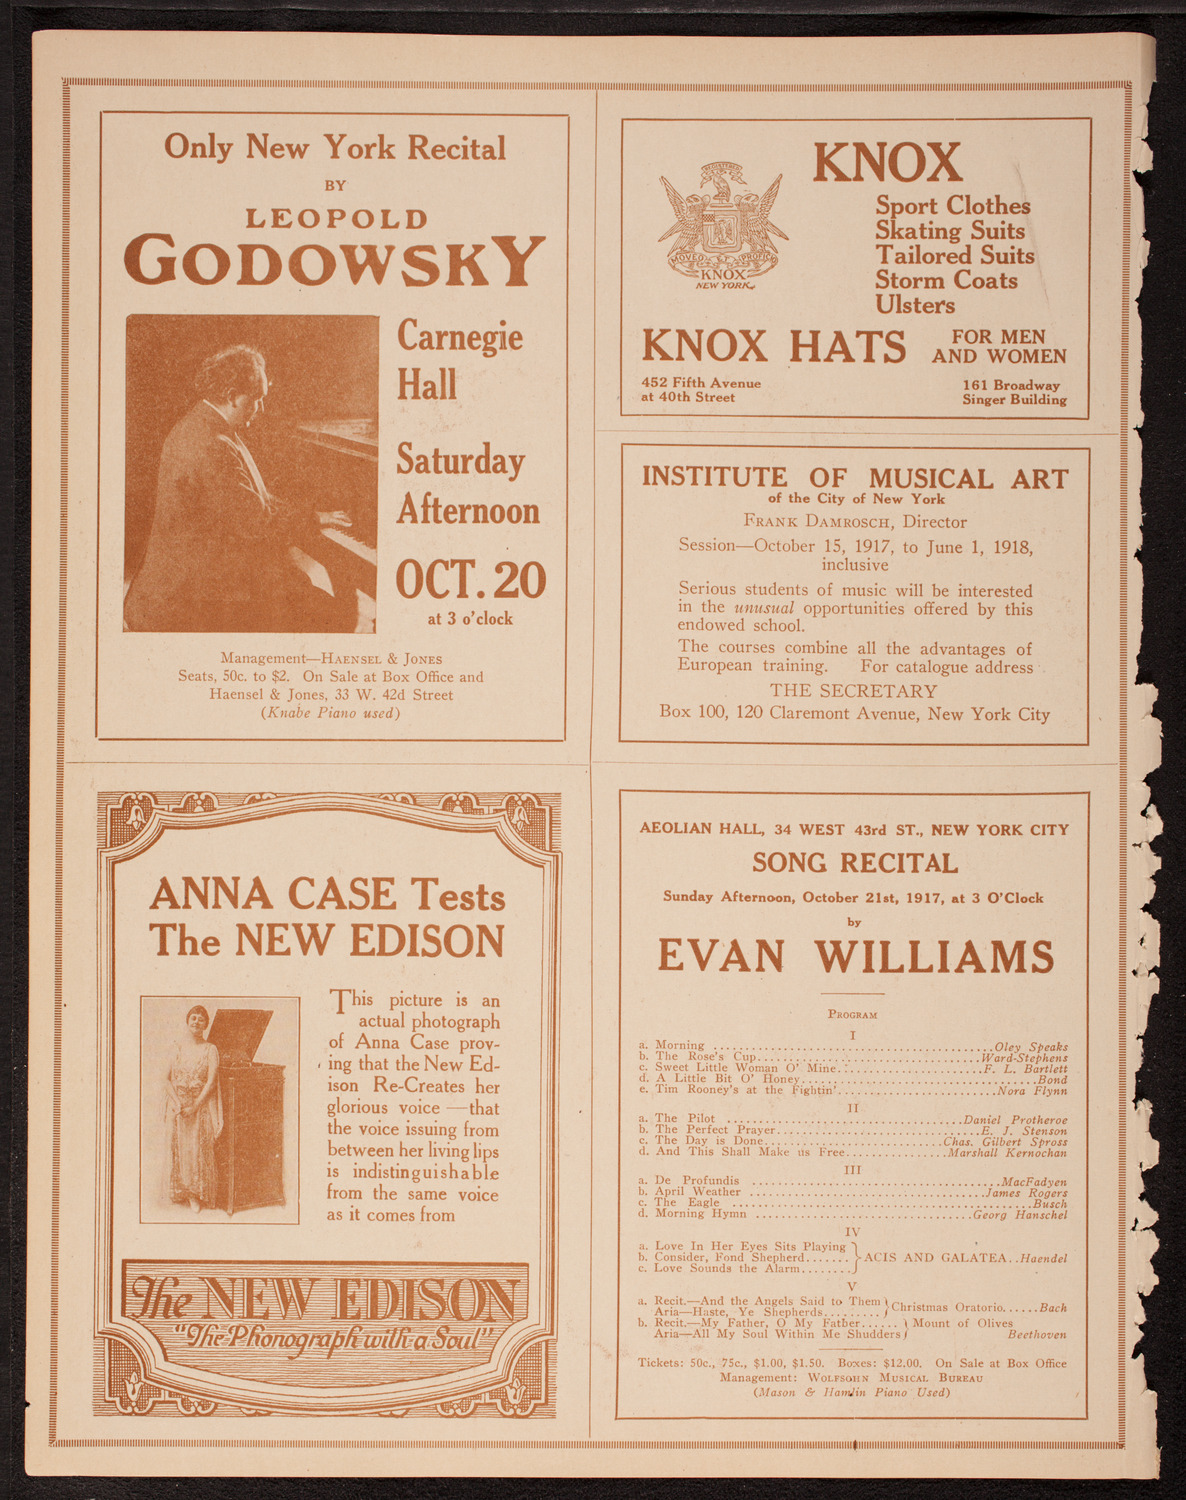 Only New York Recital
BY
LEOPOLD
GODOWSKY
Carnegie
Hall
Saturday
Afternoon
OCT. 20
at 3 o'clock
Management—HAENSEL & JONES
Seats, 50c. to $2. On Sale at Box Office and
Haensel & Jones, 33 W. 42d Street
(Knabe Piano used)
KNOX
Sport Clothes
Skating Suits
Tailored Suits
Storm Coats
Ulsters
REGISTERED
MOVEO ET PROFICIO
KNOX
NEW YORK
KNOX HATS FOR MEN
AND WOMEN
452 Fifth Avenue
at 40th Street
161 Broadway
Singer Building
INSTITUTE OF MUSICAL ART
of the City of New York
FRANK DAMROSCH, Director
Session—October 15, 1917, to June 1, 1918,
inclusive
Serious students of music will be interested
in the unusual opportunities offered by this
endowed school.
The courses combine all the advantages of
European training. For catalogue address
THE SECRETARY
Box 100, 120 Claremont Avenue, New York City
ANNA CASE Tests
The NEW EDISON
This picture is an
actual photograph
of Anna Case prov-
ing that the New Ed-
ison Re-Creates her
glorious voice—that
the voice issuing from
between her living lips
is indistinguishable
from the same voice
as it comes from
The NEW EDISON
"The Phonograph with a Soul"
AEOLIAN HALL, 34 WEST 43rd ST., NEW YORK CITY
SONG RECITAL
Sunday Afternoon, October 21st, 1917, at 3 O'Clock
by
EVAN WILLIAMS
PROGRAM
I
a. Morning ........ Oley Speaks
b. The Rose's Cup ........ Ward-Stephens
c. Sweet Little Woman O' Mine ........ F. L. Bartlett
d. A Little Bit O' Honey ........ Bond
e. Tim Rooney's at the Fightin' ........ Nora Flynn
II
a. The Pilot ........ Daniel Protheroe
b. The Perfect Prayer ........ E. J. Stenson
c. The Day is Done ........ Chas. Gilbert Spross
d. And This Shall Make us Free ........ Marshall Kernochan
III
a. De Profundis ........ MacFadyen
b. April Weather ........ James Rogers
c. The Eagle ........ Busch
d. Morning Hymn ........ Georg Hanschel
IV
a. Love In Her Eyes Sits Playing
b. Consider, Fond Shepherd ........ ACIS AND GALATEA .. Haendel
c. Love Sounds the Alarm ........
V
a. Recit.—And the Angels Said to Them
Aria—Haste, Ye Shepherds ........ Christmas Oratorio ...... Bach
b. Recit.—My Father, O My Father ...... Mount of Olives
Aria—All My Soul Within Me Shudders Beethoven
Tickets: 50c., 75c., $1.00, $1.50. Boxes: $12.00. On Sale at Box Office
Management: WOLFSOHN MUSICAL BUREAU
(Mason & Hamlin Piano Used)